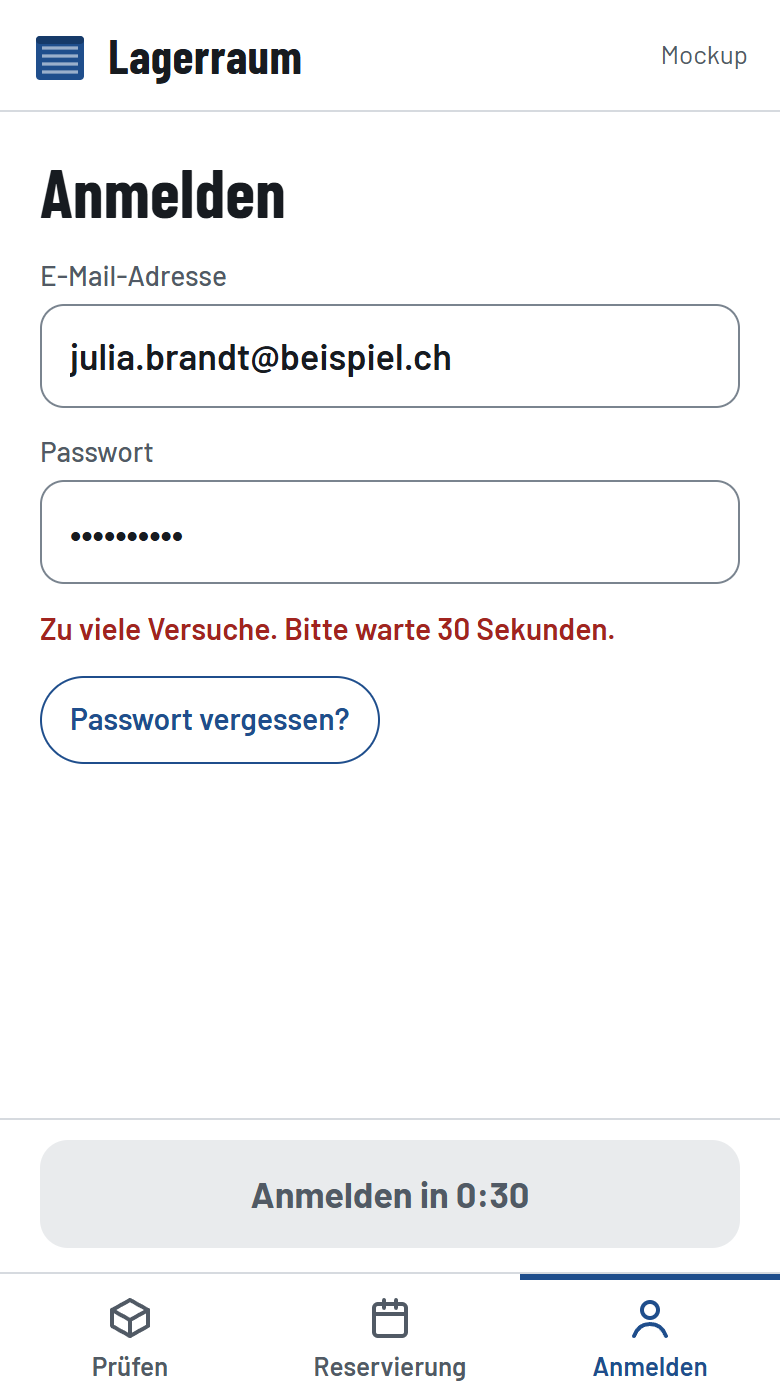 Lagerraum
Mockup
Anmelden
E-Mail-Adresse
julia.brandt@beispiel.ch
Passwort
••••••••••
Zu viele Versuche. Bitte warte 30 Sekunden.
Passwort vergessen?
Anmelden in 0:30
Prüfen
Reservierung
Anmelden